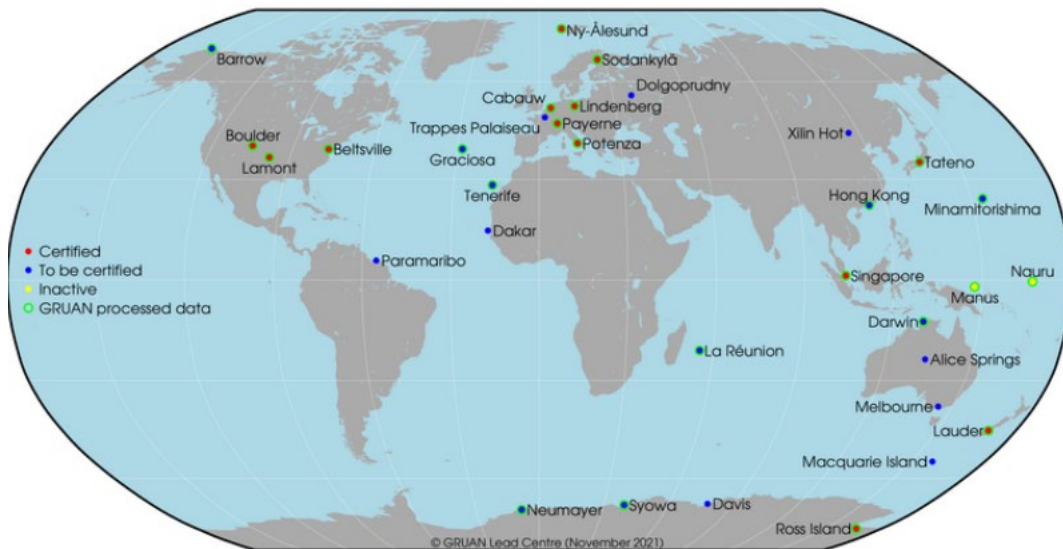 Ny-Ålesund
Barrow
Sodankylä
Dolgoprudny
Cabauw
Lindenberg
Trappes Palaiseau
Payerne
Xilin Hot
Boulder
Beltsville
Graciosa
Potenza
Lamont
Tateno
Tenerife
Hong Kong
Minamitorishima
Dakar
Certified
To be certified
Inactive
GRUAN processed data
Paramaribo
Singapore
Nauru
Manus
Darwin
La Réunion
Alice Springs
Melbourne
Lauder
Macquarie Island
Neumayer
Syowa
Davis
Ross Island
© GRUAN Lead Centre (November 2021)